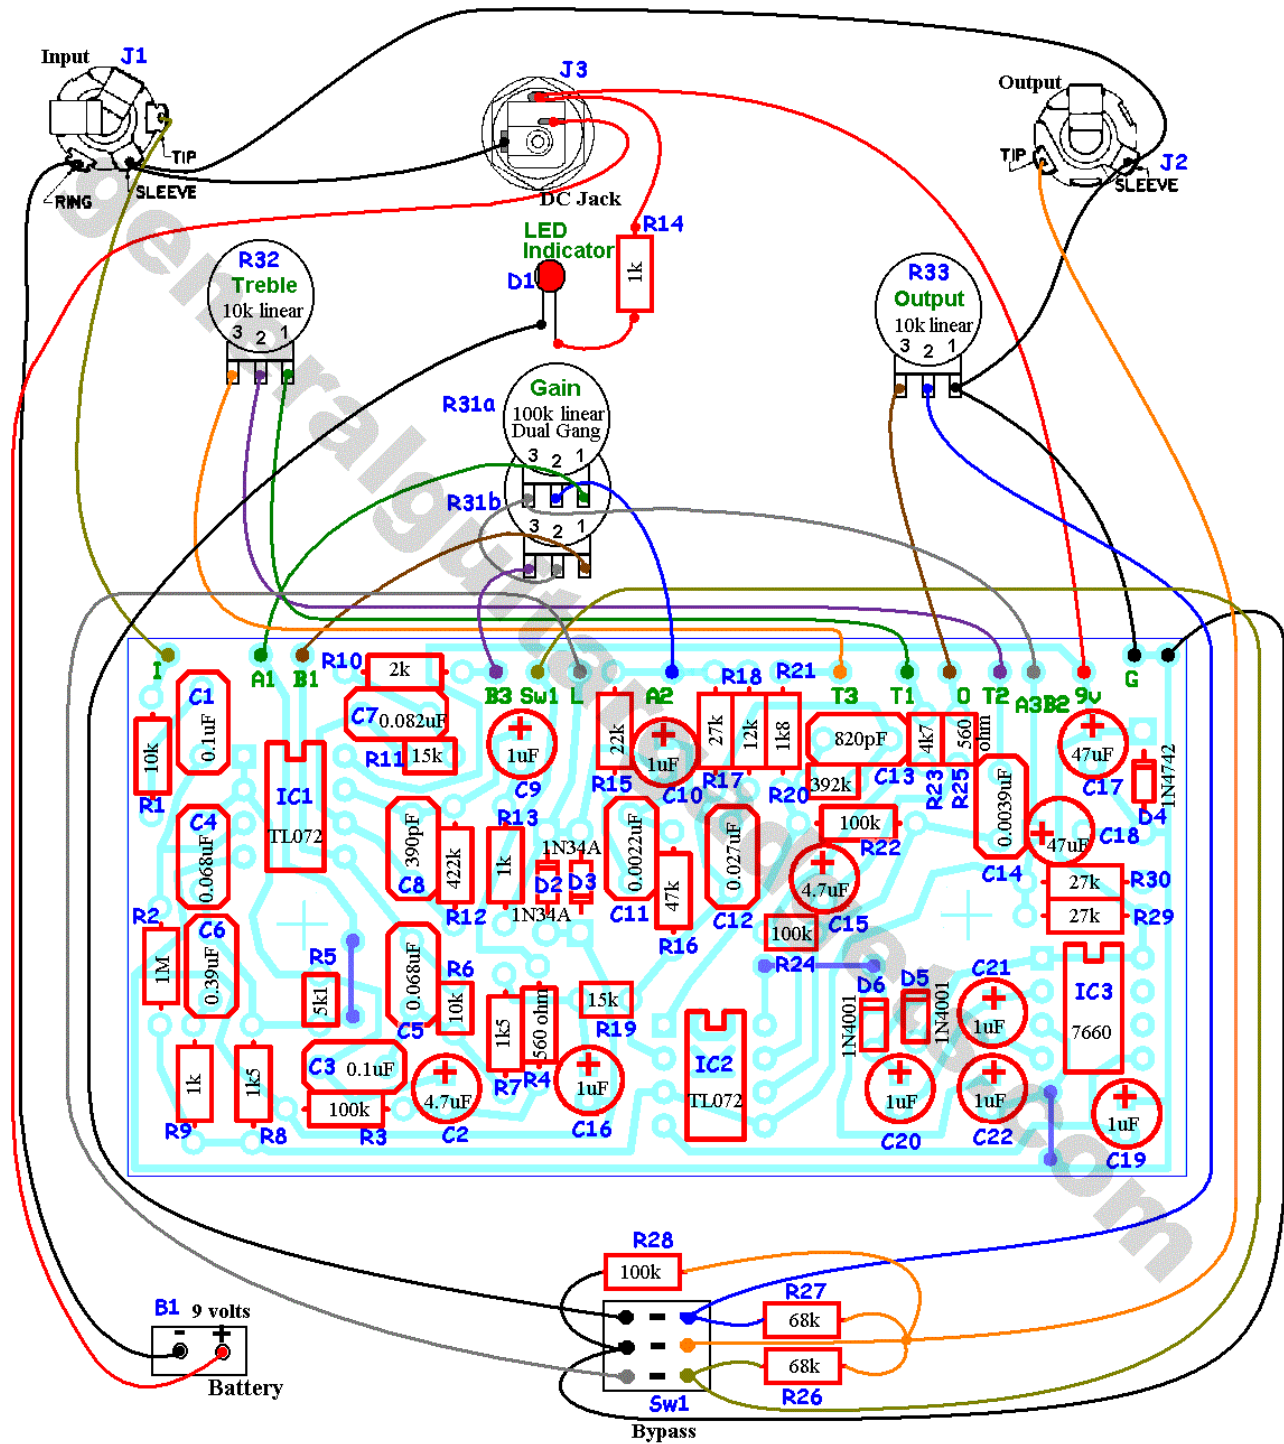 Input
J1
TIP
RING
SLEEVE
J3
DC Jack
Output
TIP
J2
SLEEVE
LED
Indicator
D1
R14
1k
R32
Treble
10k linear
3 2 1
R33
Output
10k linear
3 2 1
Gain
R31a
100k linear
Dual Gang
3 2 1
R31b
3 2 1
generalguitargadgets.com
I
A1
B1
B3
Sw1
L
A2
T3
T1
O
T2
A3B2
9v
G
R10
2k
C1
0.1uF
C7
0.082uF
R11
15k
10k
R1
IC1
TL072
C4
0.068uF
C9
1uF
R15
22k
C10
1uF
R17
27k
R18
12k
R21
1k8
R20
392k
C13
820pF
R23
4k7
R25
560 ohm
C14
0.0039uF
C17
47uF
D4
1N4742
C18
47uF
C8
390pF
R12
422k
R13
1k
1N34A
D2
D3
1N34A
C11
0.0022uF
R16
47k
C12
0.027uF
R22
100k
C15
4.7uF
R24
100k
R30
27k
R29
27k
R2
1M
C6
0.39uF
R5
5k1
C5
0.068uF
R6
10k
R7
1k5
R4
560 ohm
R19
15k
IC2
TL072
D6
1N4001
D5
1N4001
C21
1uF
IC3
7660
R9
1k
R8
1k5
C3
0.1uF
R3
100k
C2
4.7uF
C16
1uF
C20
1uF
C22
1uF
C19
1uF
B1
9 volts
- +
Battery
R28
100k
R27
68k
R26
68k
Sw1
Bypass